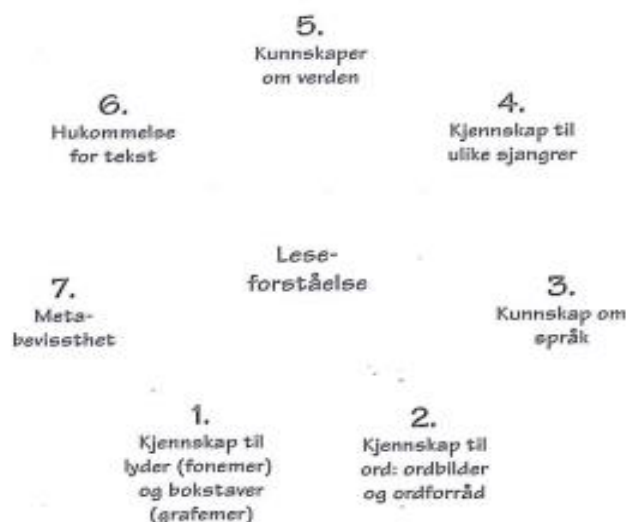 5.
Kunnskaper
om verden
6.
Hukommelse
for tekst
4.
Kjennskap til
ulike sjangrer
Lese-
forståelse
7.
Meta-
bevissthet
3.
Kunnskap om
språk
1.
Kjennskap til
lyder (fonemer)
og bokstaver
(grafemer)
2.
Kjennskap til
ord: ordbilder
og ordforråd